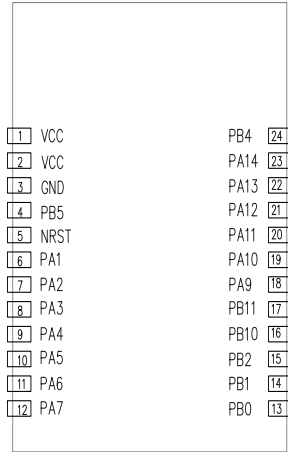 1 VCC PB4 24
2 VCC PA14 23
3 GND PA13 22
4 PB5 PA12 21
5 NRST PA11 20
6 PA1 PA10 19
7 PA2 PA9 18
8 PA3 PB11 17
9 PA4 PB10 16
10 PA5 PB2 15
11 PA6 PB1 14
12 PA7 PB0 13